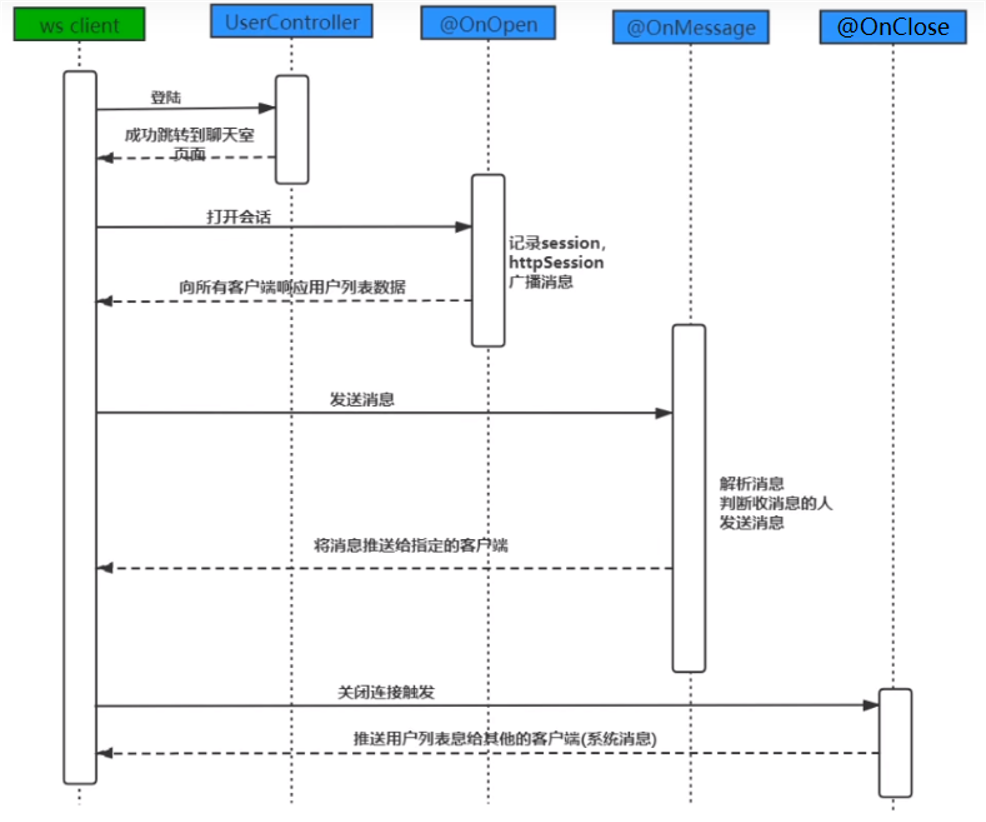 ws client
UserController
@OnOpen
@OnMessage
@OnClose
登陆
成功跳转到聊天室
页面
打开会话
记录session,
httpSession
广播消息
向所有客户端响应用户列表数据
发送消息
解析消息
判断收消息的人
发送消息
将消息推送给指定的客户端
关闭连接触发
推送用户列表息给其他的客户端(系统消息)